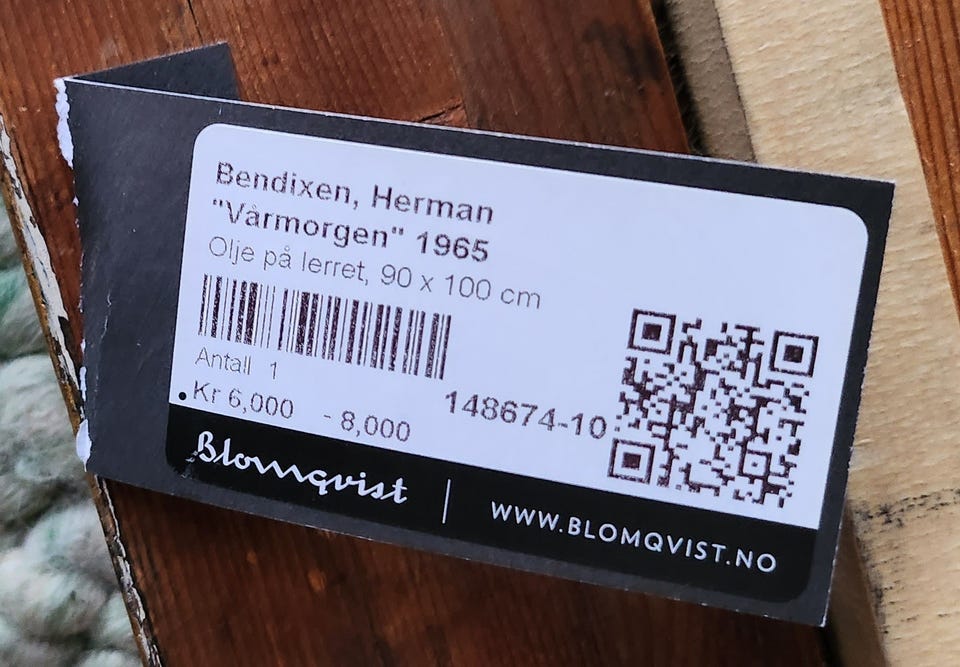 Bendixen, Herman
"Vårmorgen" 1965
Olje på lerret, 90 x 100 cm
Antall 1
148674-10
Kr 6,000 - 8,000
Blomqvist | WWW.BLOMQVIST.NO